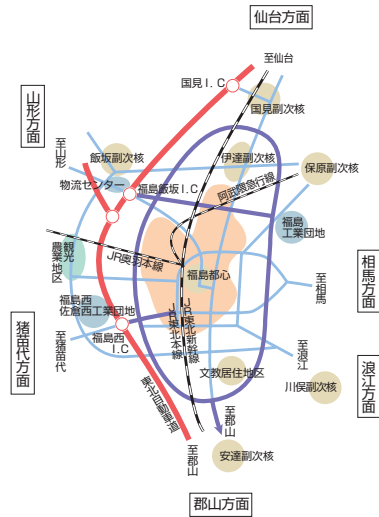 仙台方面
至仙台
国見I.C
国見副次核
山形方面
至山形
飯坂副次核
伊達副次核
保原副次核
物流センター
福島飯坂I.C
阿武隈急行線
福島
工業団地
観光
農業地区
JR奥羽本線
福島都心
相馬方面
至相馬
福島西
佐倉西工業団地
JR東北新幹線
JR東北本線
猪苗代方面
至猪苗代
福島西
I.C
至浪江
浪江方面
文教居住地区
川俣副次核
東北自動車道
至郡山
至郡山
安達副次核
郡山方面